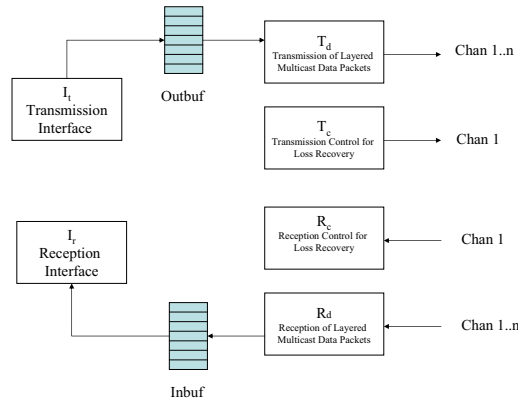 T_d
Transmission of Layered
Multicast Data Packets
Chan 1..n
I_t
Transmission
Interface
Outbuf
T_c
Transmission Control for
Loss Recovery
Chan 1
I_r
Reception
Interface
R_c
Reception Control for
Loss Recovery
Chan 1
R_d
Reception of Layered
Multicast Data Packets
Chan 1..n
Inbuf